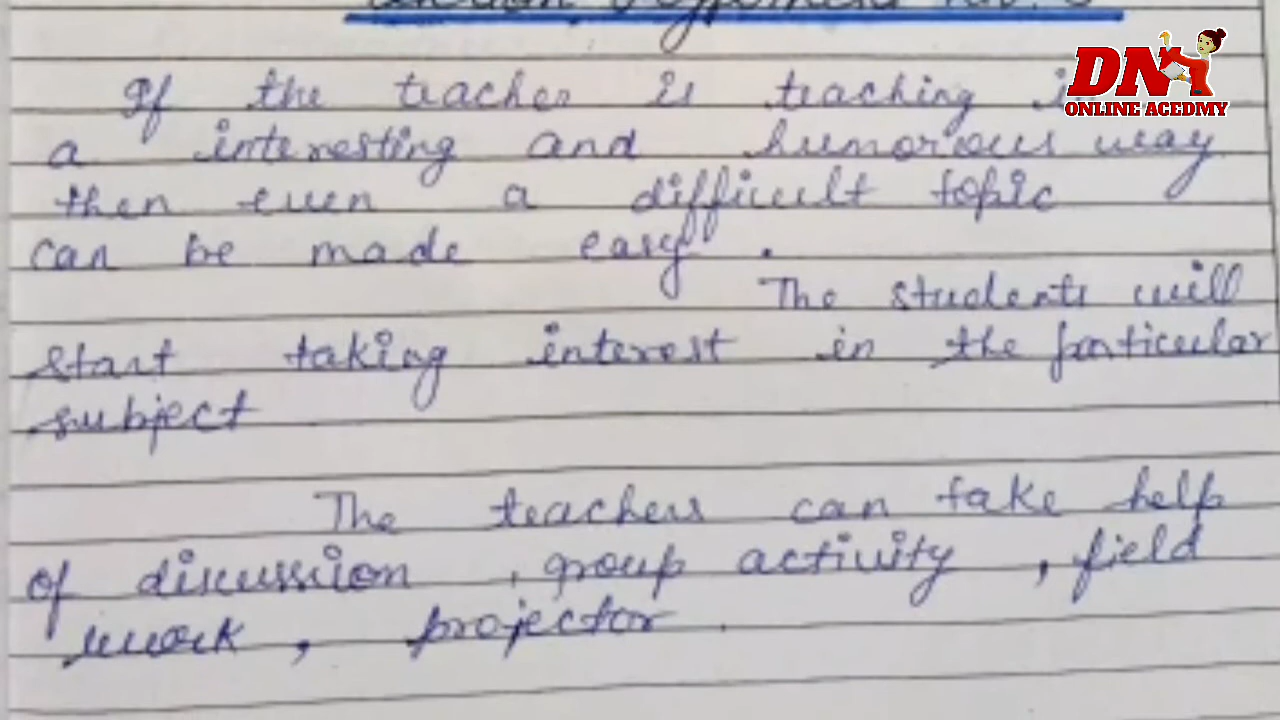 If the teacher is teaching in
a interesting and humorous way
then even a difficult topic
can be made easy".
The students will
start taking interest in the particular
subject
The teachers can take help
of discussion, group activity, field
work, projector.
DN
ONLINE ACEDMY